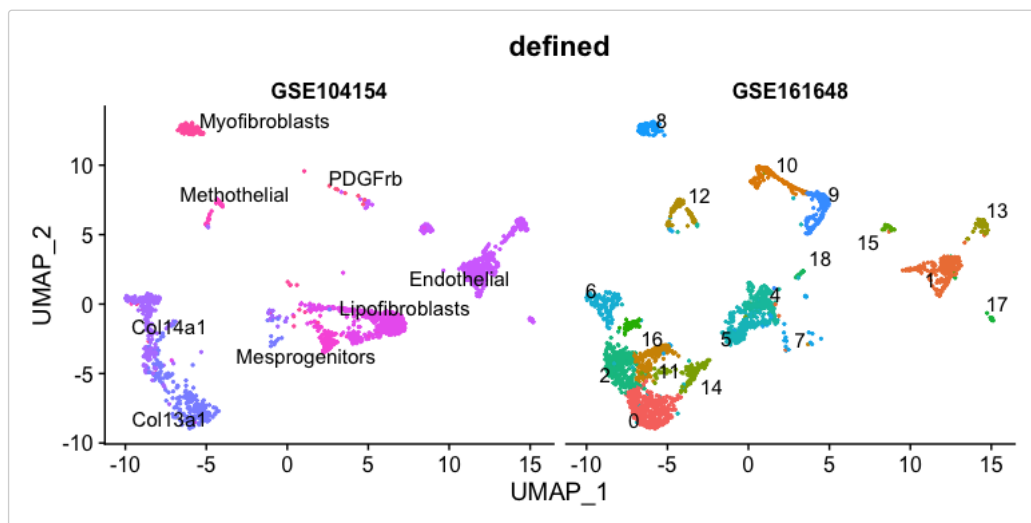 defined
GSE104154
GSE161648
UMAP_2
10
5
0
-5
-10
Myofibroblasts
Methothelial
PDGFrb
Endothelial
Lipofibroblasts
Col14a1
Mesprogenitors
Col13a1
8
10
12
9
13
15
18
1
6
4
17
5
7
16
2
11
14
0
-10 -5 0 5 10 15
-10 -5 0 5 10 15
UMAP_1